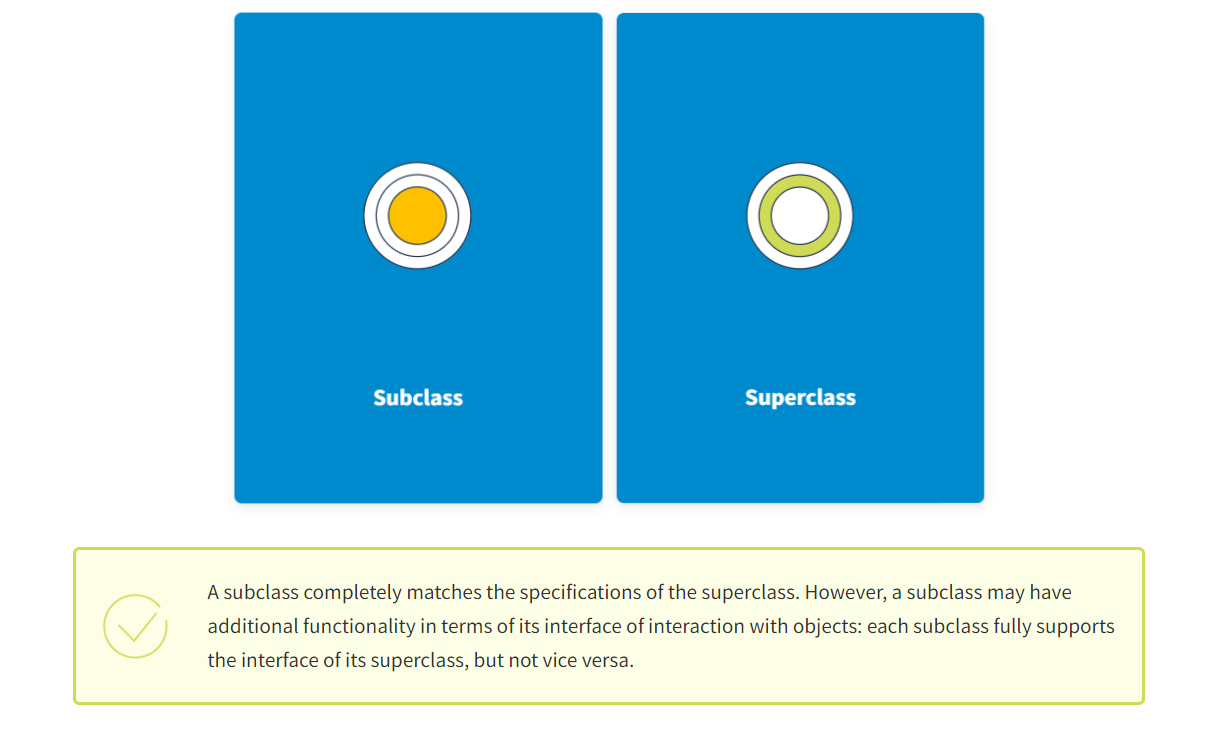 Subclass
Superclass
A subclass completely matches the specifications of the superclass. However, a subclass may have
additional functionality in terms of its interface of interaction with objects: each subclass fully supports
the interface of its superclass, but not vice versa.